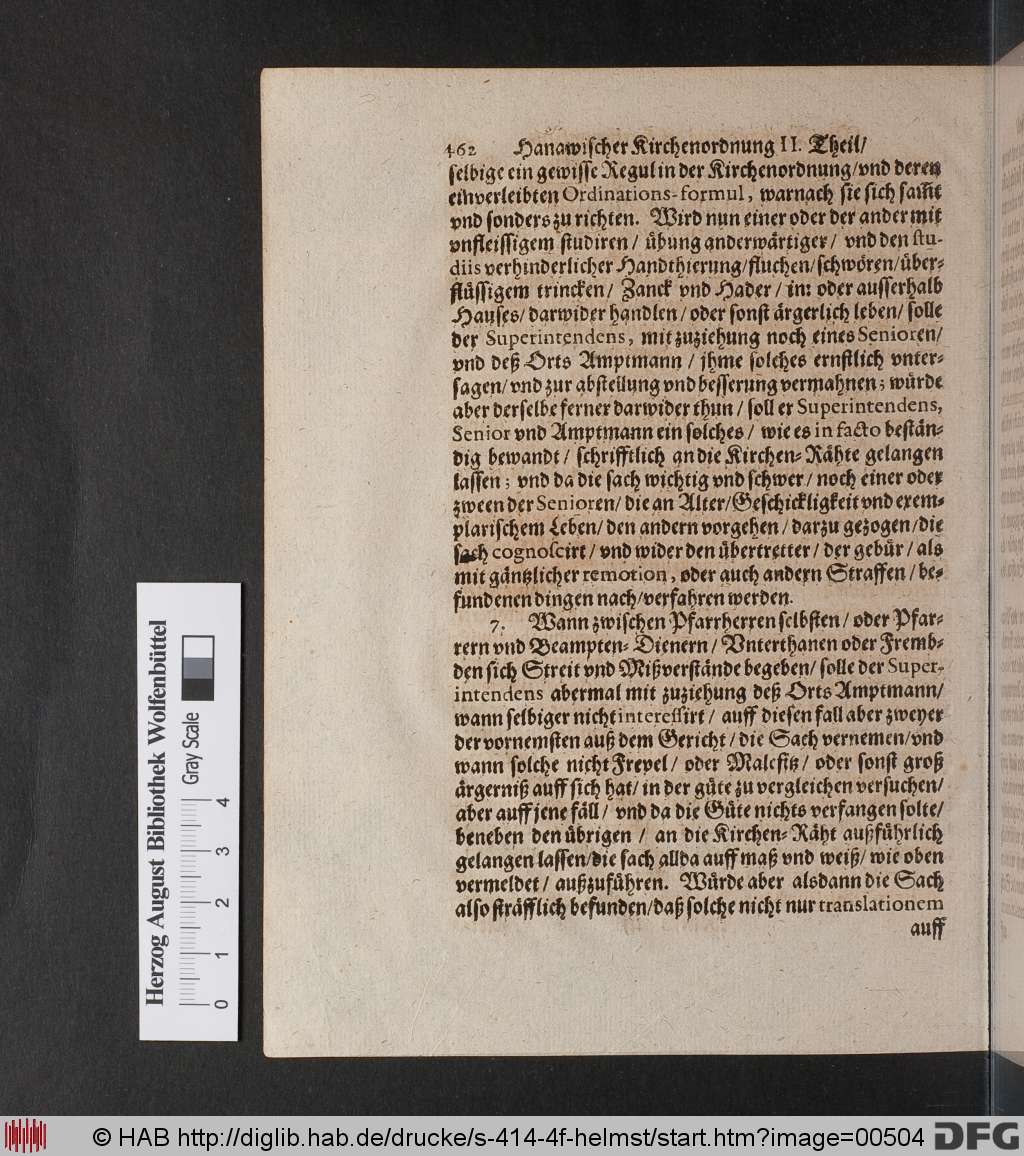 462 Hanawischer Kirchenordnung II. Theil/
selbige ein gewisse Regul in der Kirchenordnung/vnd deren
einverleibten Ordinations-formul, warnach sie sich sam̃t
vnd sonders zu richten. Wird nun einer oder der ander mit
vnfleissigem studiren / übung anderwärtiger / vnd den stu-
diis verhinderlicher Handthierung/fluchen/schwören/über-
flüssigem trincken / Zanck vnd Hader / in: oder ausserhalb
Hauses/ darwider handlen / oder sonst ärgerlich leben/ solle
der Superintendens, mit zuziehung noch eines Senioren/
vnd deß Orts Amptmann / jhme solches ernstlich vnter-
sagen/ vnd zur abstellung vnd besserung vermahnen; würde
aber derselbe ferner darwider thun / soll er Superintendens,
Senior vnd Amptmann ein solches / wie es in facto bestän-
dig bewandt / schrifftlich an die Kirchen-Rähte gelangen
lassen; vnd da die sach wichtig vnd schwer / noch einer oder
zween der Senioren/ die an Alter/Geschickligkeit vnd exem-
plarischem Leben/ den andern vorgehen / darzu gezogen /die
sach cognoscirt / vnd wider den übertretter / der gebür / als
mit gäntzlicher remotion, oder auch andern Straffen / be-
fundenen dingen nach/verfahren werden.
7. Wann zwischen Pfarrherren selbsten / oder Pfar-
rern vnd Beampten-Dienern / Vnterthanen oder Fremb-
den sich Streit vnd Mißverstände begeben/ solle der Super-
intendens abermal mit zuziehung deß Orts Amptmann/
wann selbiger nicht interessirt / auff diesen fall aber zweyer
der vornemsten auß dem Gericht / die Sach vernemen/vnd
wann solche nicht Frevel / oder Malefitz / oder sonst groß
ärgerniß auff sich hat/ in der güte zu vergleichen versuchen/
aber auff jene fäll / vnd da die Güte nichts verfangen solte/
beneben den übrigen / an die Kirchen-Räht außführlich
gelangen lassen/die sach allda auff maß vnd weiß/ wie oben
vermeldet / außzuführen. Würde aber alsdann die Sach
also sträfflich befunden/daß solche nicht nur translationem
auff
Herzog August Bibliothek Wolfenbüttel
Gray Scale
0 1 2 3 4
© HAB http://diglib.hab.de/drucke/s-414-4f-helmst/start.htm?image=00504 DFG